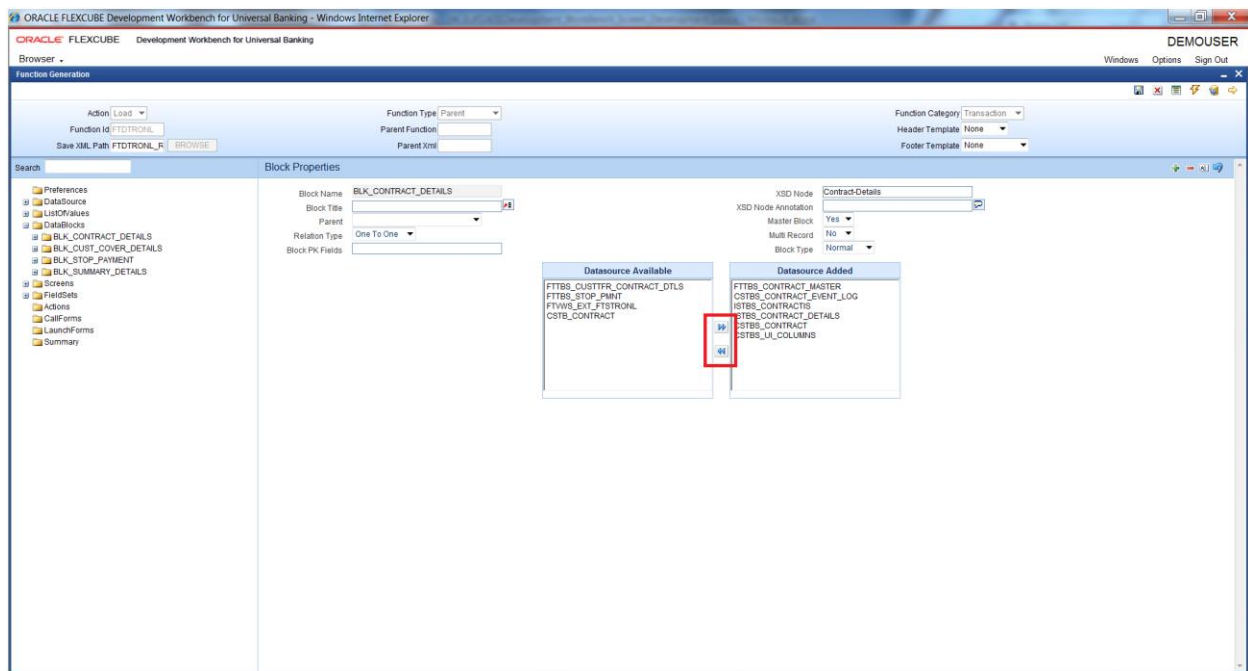 ORACLE FLEXCUBE Development Workbench for Universal Banking - Windows Internet Explorer
ORACLE FLEXCUBE Development Workbench for Universal Banking DEMOUSER
Browser Windows Options Sign Out
Function Generation
Action Load Function Type Parent Function Category Transaction
Function Id FTDTRONL Parent Function Header Template None
Save XML Path FTDTRONL_R BROWSE Parent Xml Footer Template None
Search Block Properties
Preferences
DataSource
ListOfValues
DataBlocks
BLK_CONTRACT_DETAILS
BLK_CUST_COVER_DETAILS
BLK_STOP_PAYMENT
BLK_SUMMARY_DETAILS
Screens
FieldSets
Actions
CallForms
LaunchForms
Summary
Block Name BLK_CONTRACT_DETAILS XSD Node Contract-Details
Block Title XSD Node Annotation
Parent Master Block Yes
Relation Type One To One Multi Record No
Block PK Fields Block Type Normal
Datasource Available
FTTBS_CUSTTFR_CONTRACT_DTLS
FTTBS_STOP_PMNT
FTVWS_EXT_FTSTRONL
CSTB_CONTRACT
Datasource Added
FTTBS_CONTRACT_MASTER
CSTBS_CONTRACT_EVENT_LOG
ISTBS_CONTRACTIS
ISTBS_CONTRACT_DETAILS
CSTBS_CONTRACT
CSTBS_UI_COLUMNS